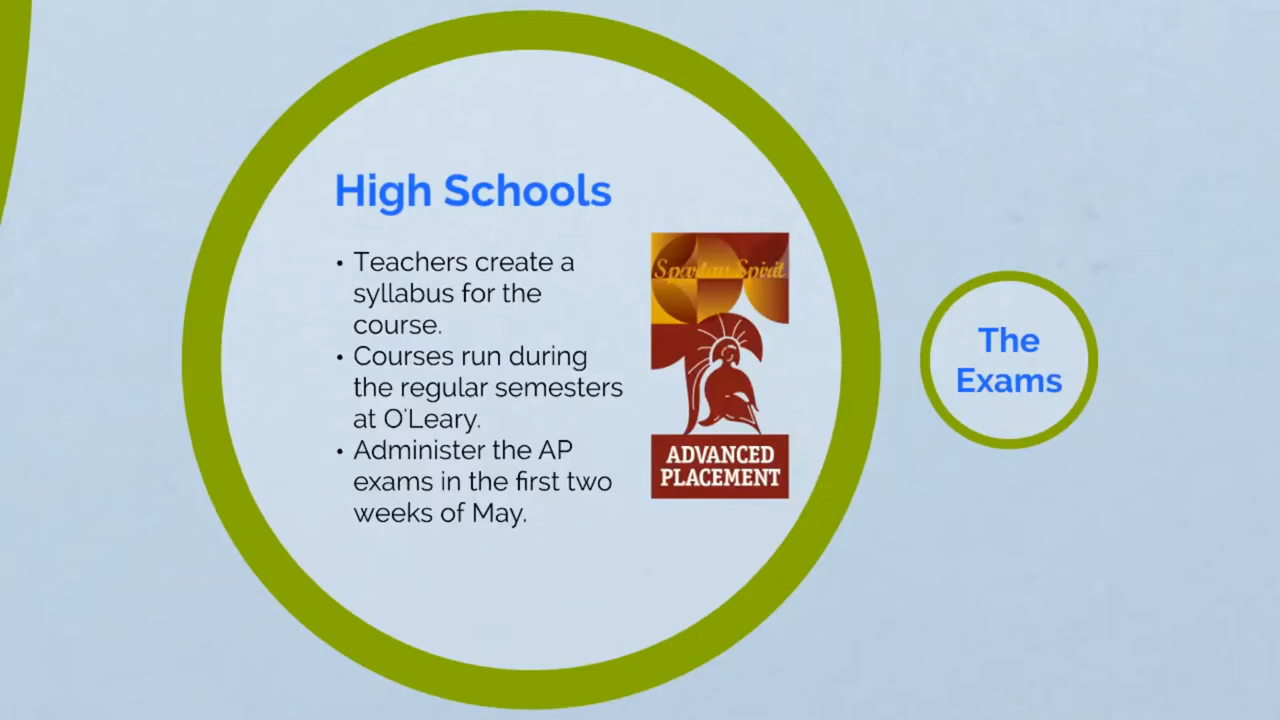 High Schools
• Teachers create a
syllabus for the
course.
• Courses run during
the regular semesters
at O'Leary.
• Administer the AP
exams in the first two
weeks of May.
Spartan Spirit
ADVANCED
PLACEMENT
The
Exams